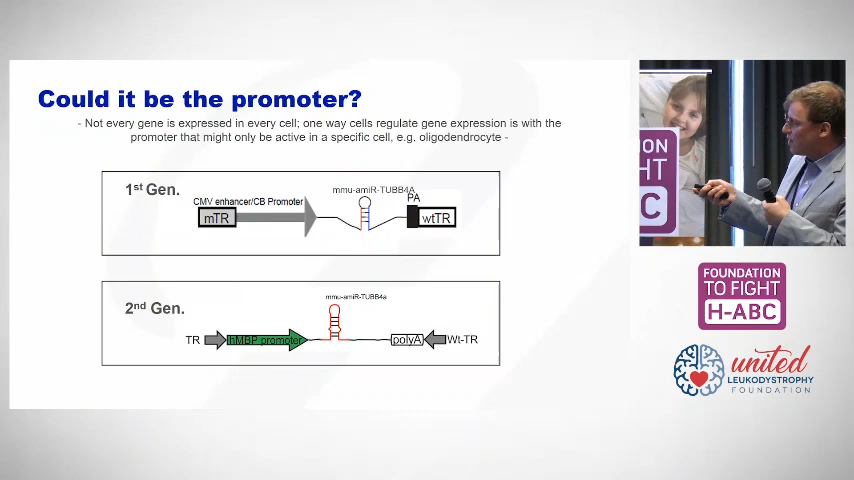 Could it be the promoter?
- Not every gene is expressed in every cell; one way cells regulate gene expression is with the
promoter that might only be active in a specific cell, e.g. oligodendrocyte -
1st Gen.
mmu-amiR-TUBB4A
CMV enhancer/CB Promoter
PA
mTR
wtTR
2nd Gen.
mmu-amiR-TUBB4a
TR
hMBP promoter
polyA
Wt-TR
ION
HT
C
FOUNDATION
TO FIGHT
H-ABC
united
LEUKODYSTROPHY
FOUNDATION